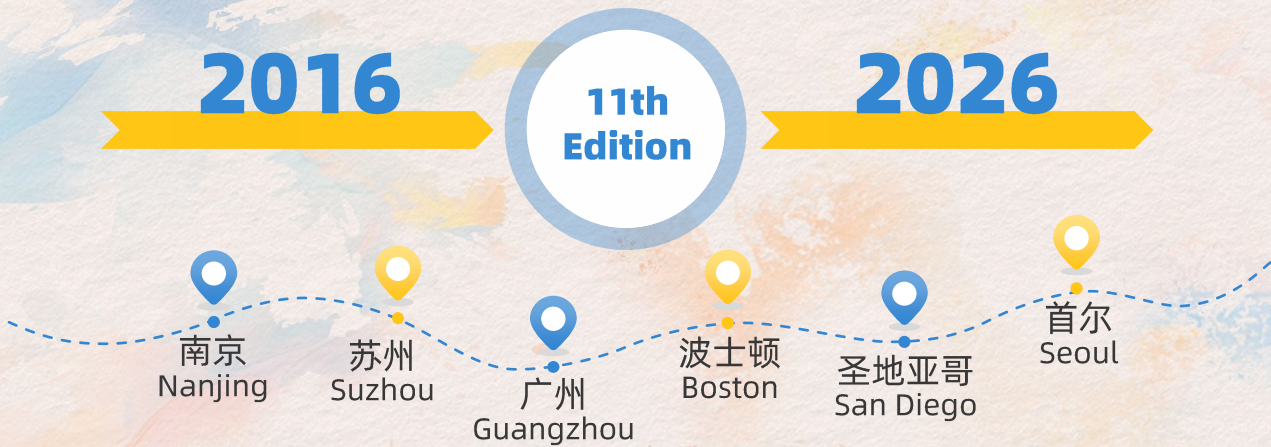 2016
11th
Edition
2026
南京
Nanjing
苏州
Suzhou
广州
Guangzhou
波士顿
Boston
圣地亚哥
San Diego
首尔
Seoul